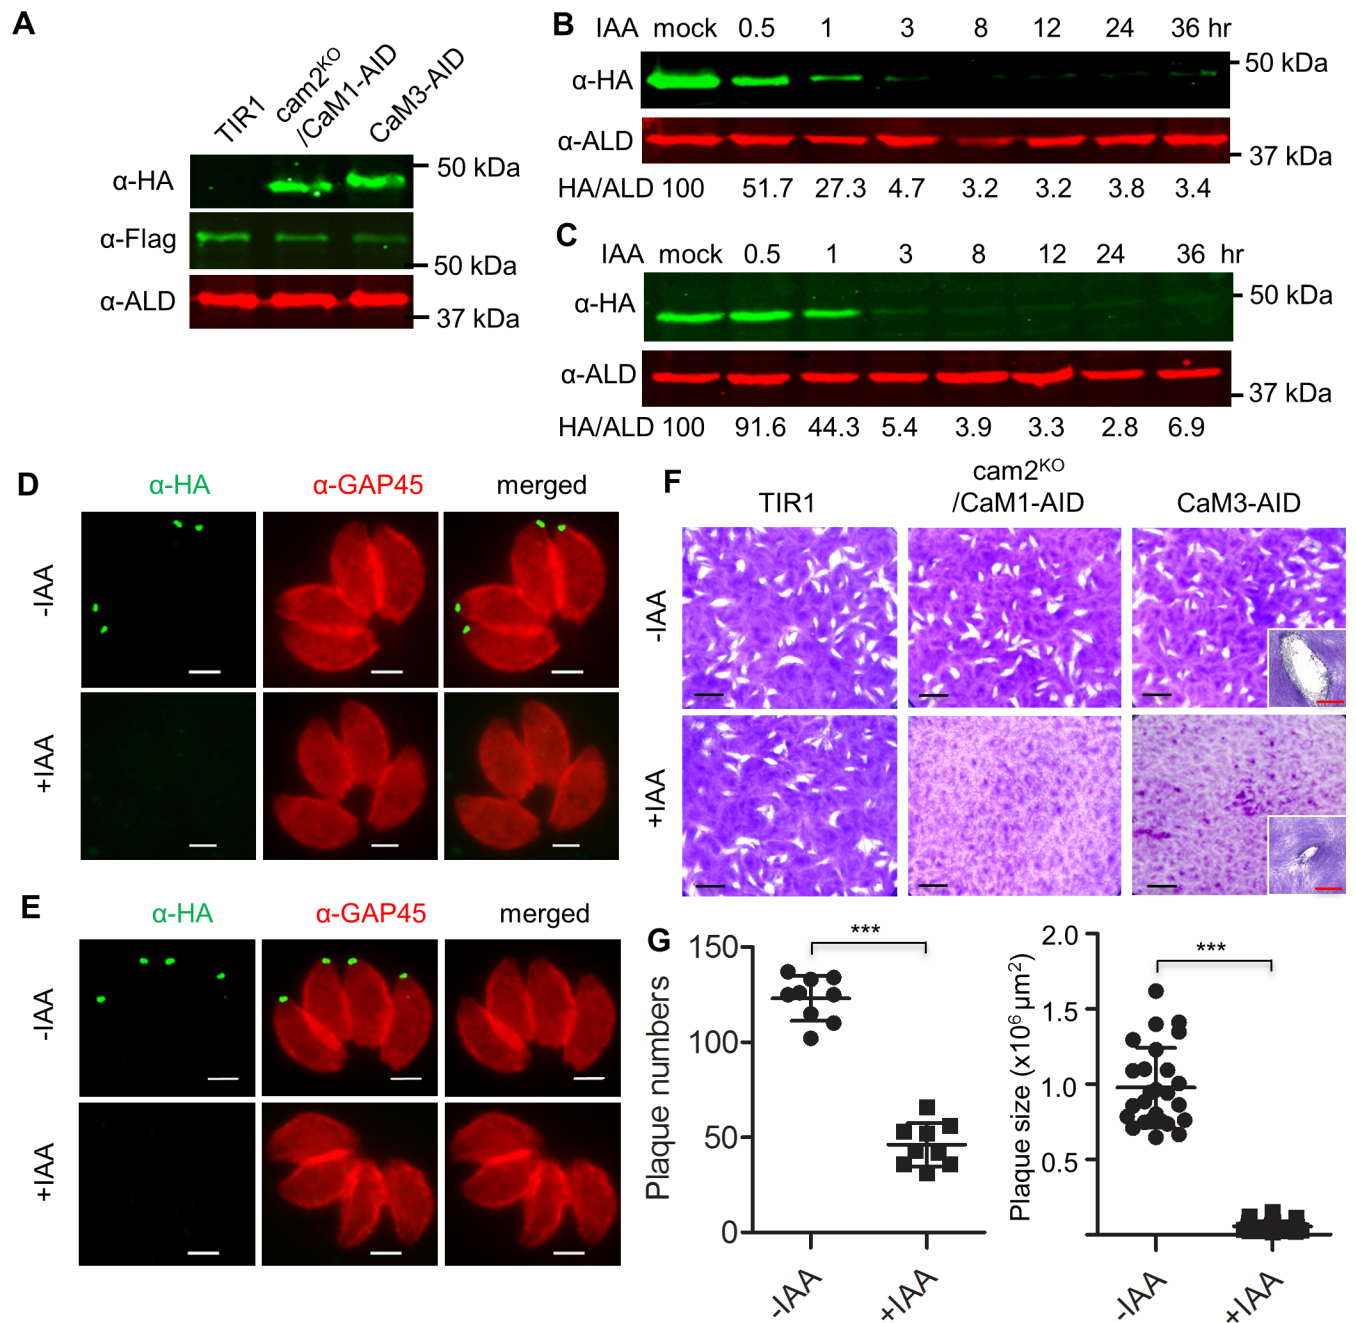 A
TIR1
cam2KO
/CaM1-AID
CaM3-AID
α-HA
50 kDa
α-Flag
50 kDa
α-ALD
37 kDa
B
IAA mock 0.5 1 3 8 12 24 36 hr
α-HA
50 kDa
α-ALD
37 kDa
HA/ALD 100 51.7 27.3 4.7 3.2 3.2 3.8 3.4
C
IAA mock 0.5 1 3 8 12 24 36 hr
α-HA
50 kDa
α-ALD
37 kDa
HA/ALD 100 91.6 44.3 5.4 3.9 3.3 2.8 6.9
D
α-HA α-GAP45 merged
-IAA
+IAA
E
α-HA α-GAP45 merged
-IAA
+IAA
F
TIR1
cam2KO
/CaM1-AID
CaM3-AID
-IAA
+IAA
G
Plaque numbers
150
100
50
0
***
-IAA
+IAA
Plaque size (x10⁶ µm²)
2.0
1.5
1.0
0.5
***
-IAA
+IAA